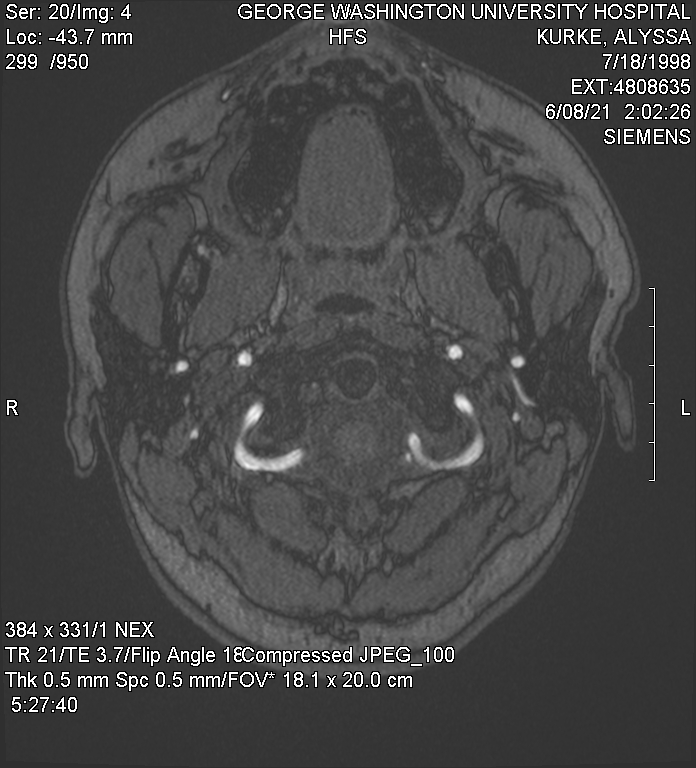 Ser: 20/Img: 4
Loc: -43.7 mm
299 /950
HFS
GEORGE WASHINGTON UNIVERSITY HOSPITAL
KURKE, ALYSSA
7/18/1998
EXT:4808635
6/08/21 2:02:26
SIEMENS
R
L
384 x 331/1 NEX
TR 21/TE 3.7/Flip Angle 18Compressed JPEG_100
Thk 0.5 mm Spc 0.5 mm/FOV* 18.1 x 20.0 cm
5:27:40